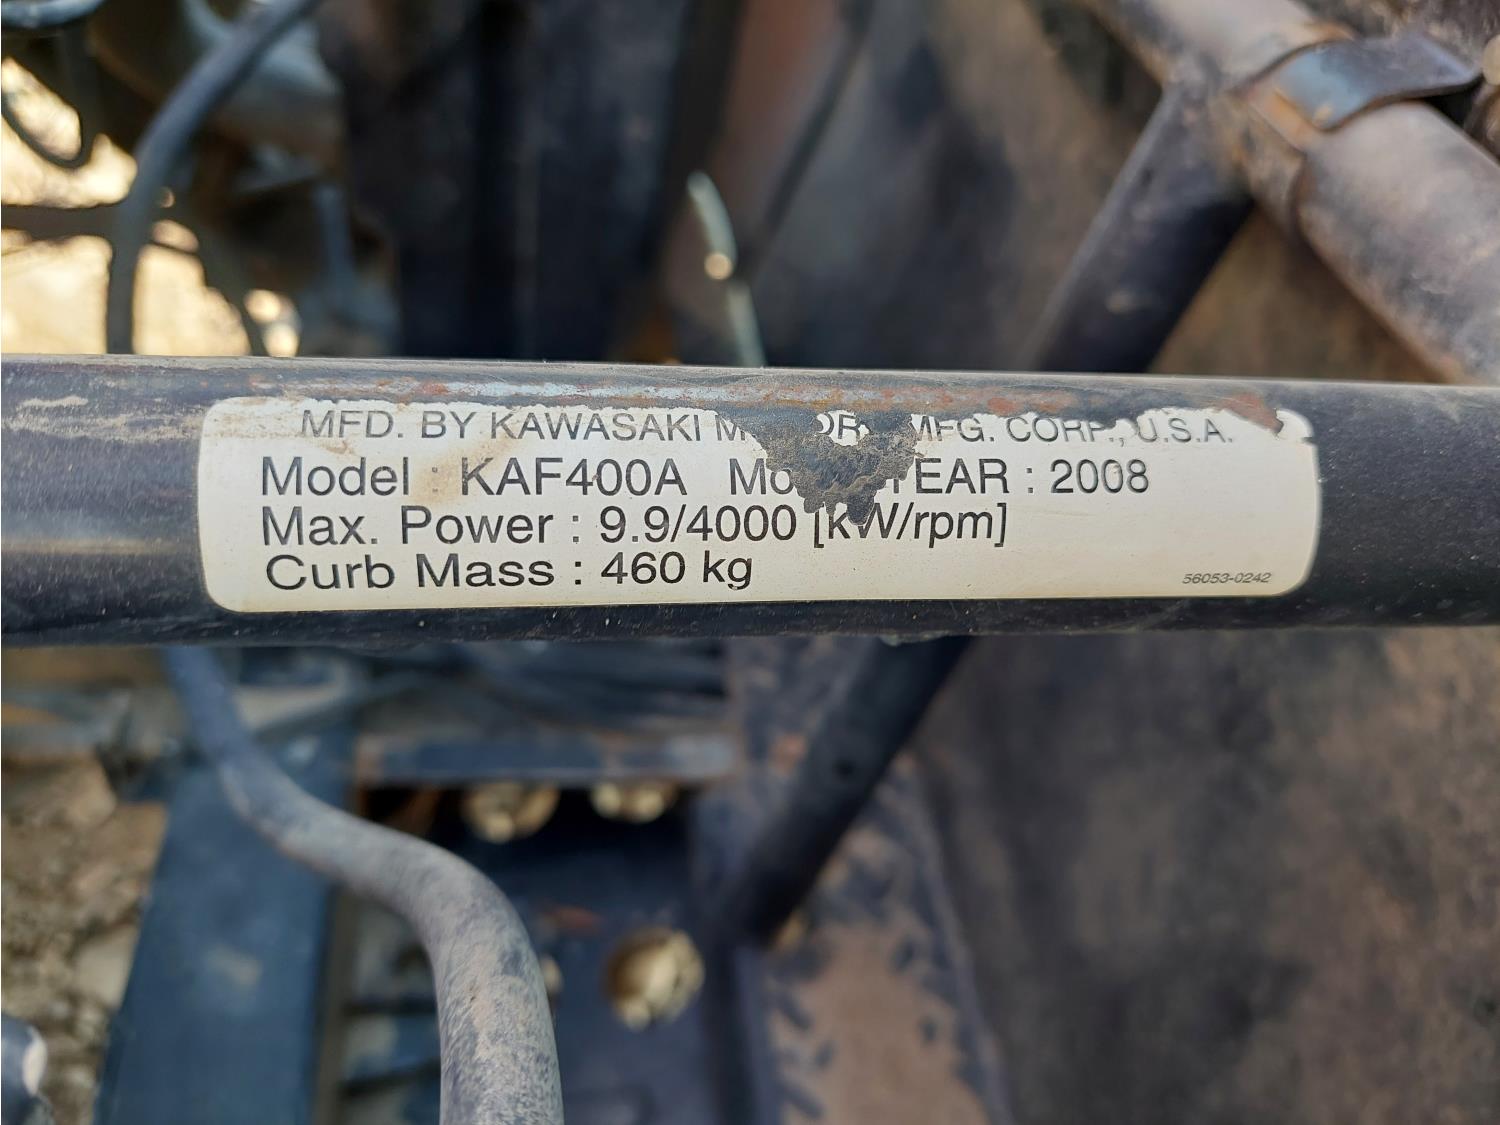 MFD. BY KAWASAKI MFG. CORP., U.S.A.
Model : KAF400A YEAR : 2008
Max. Power : 9.9/4000 [kW/rpm]
Curb Mass : 460 kg
56053-0242